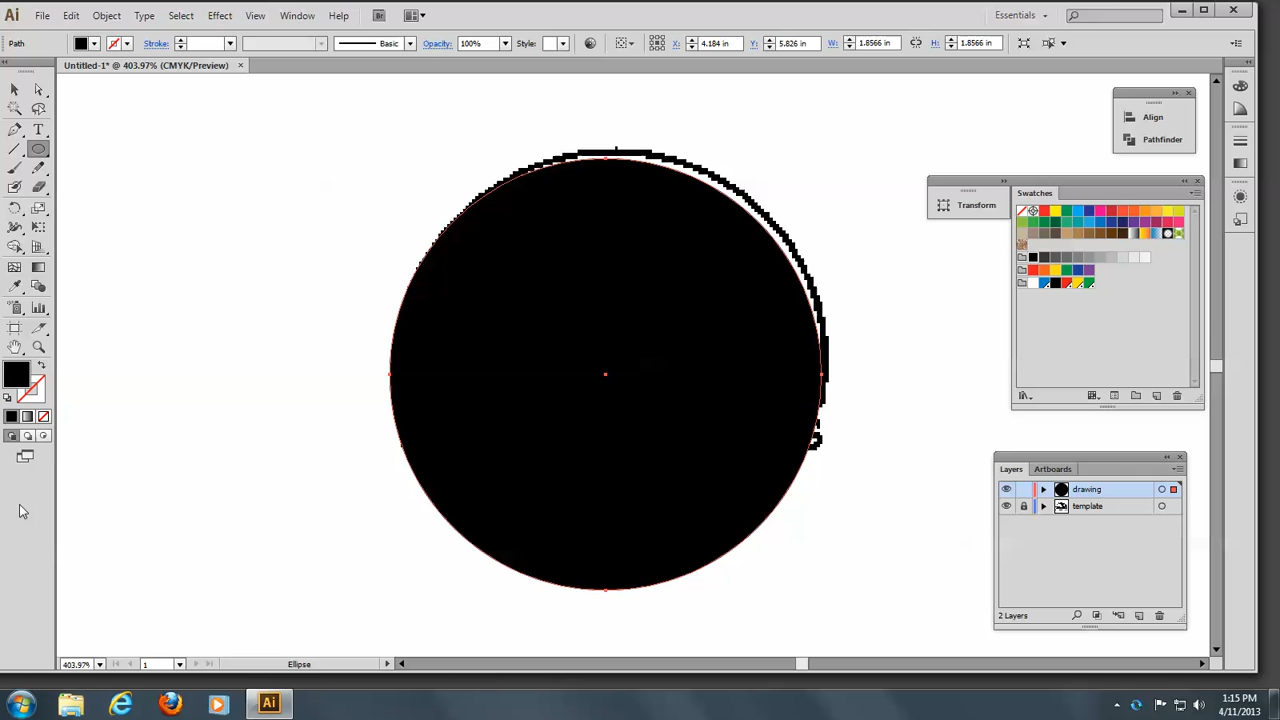 Ai File Edit Object Type Select Effect View Window Help Br Essentials
Path Stroke: Basic Opacity: 100% Style: X: 4.184 in Y: 5.826 in W: 1.8566 in H: 1.8566 in
Untitled-1* @ 403.97% (CMYK/Preview) ×
Align
Pathfinder
Swatches
Transform
Layers Artboards
drawing
template
2 Layers
403.97% 1 Ellipse
Ai
1:15 PM
4/11/2013